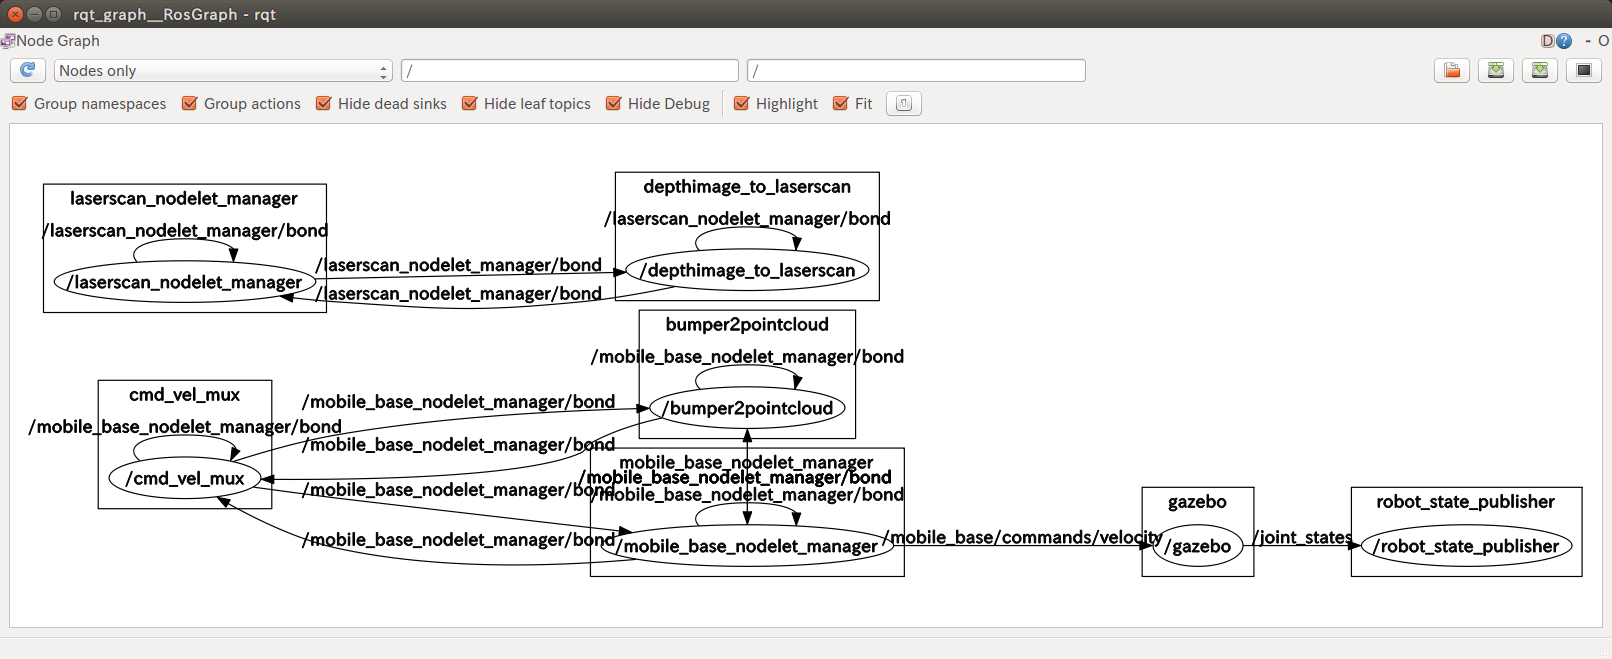 rqt_graph__RosGraph - rqt
Node Graph
D ? - O
Nodes only
/
/
Group namespaces
Group actions
Hide dead sinks
Hide leaf topics
Hide Debug
Highlight
Fit
laserscan_nodelet_manager
/laserscan_nodelet_manager/bond
/laserscan_nodelet_manager
/laserscan_nodelet_manager/bond
/laserscan_nodelet_manager/bond
depthimage_to_laserscan
/laserscan_nodelet_manager/bond
/depthimage_to_laserscan
bumper2pointcloud
/mobile_base_nodelet_manager/bond
/bumper2pointcloud
cmd_vel_mux
/mobile_base_nodelet_manager/bond
/cmd_vel_mux
/mobile_base_nodelet_manager/bond
/mobile_base_nodelet_manager/bond
/mobile_base_nodelet_manager/bond
/mobile_base_nodelet_manager/bond
mobile_base_nodelet_manager
/mobile_base_nodelet_manager/bond
/mobile_base_nodelet_manager/bond
/mobile_base_nodelet_manager
/mobile_base/commands/velocity
gazebo
/gazebo
/joint_states
robot_state_publisher
/robot_state_publisher